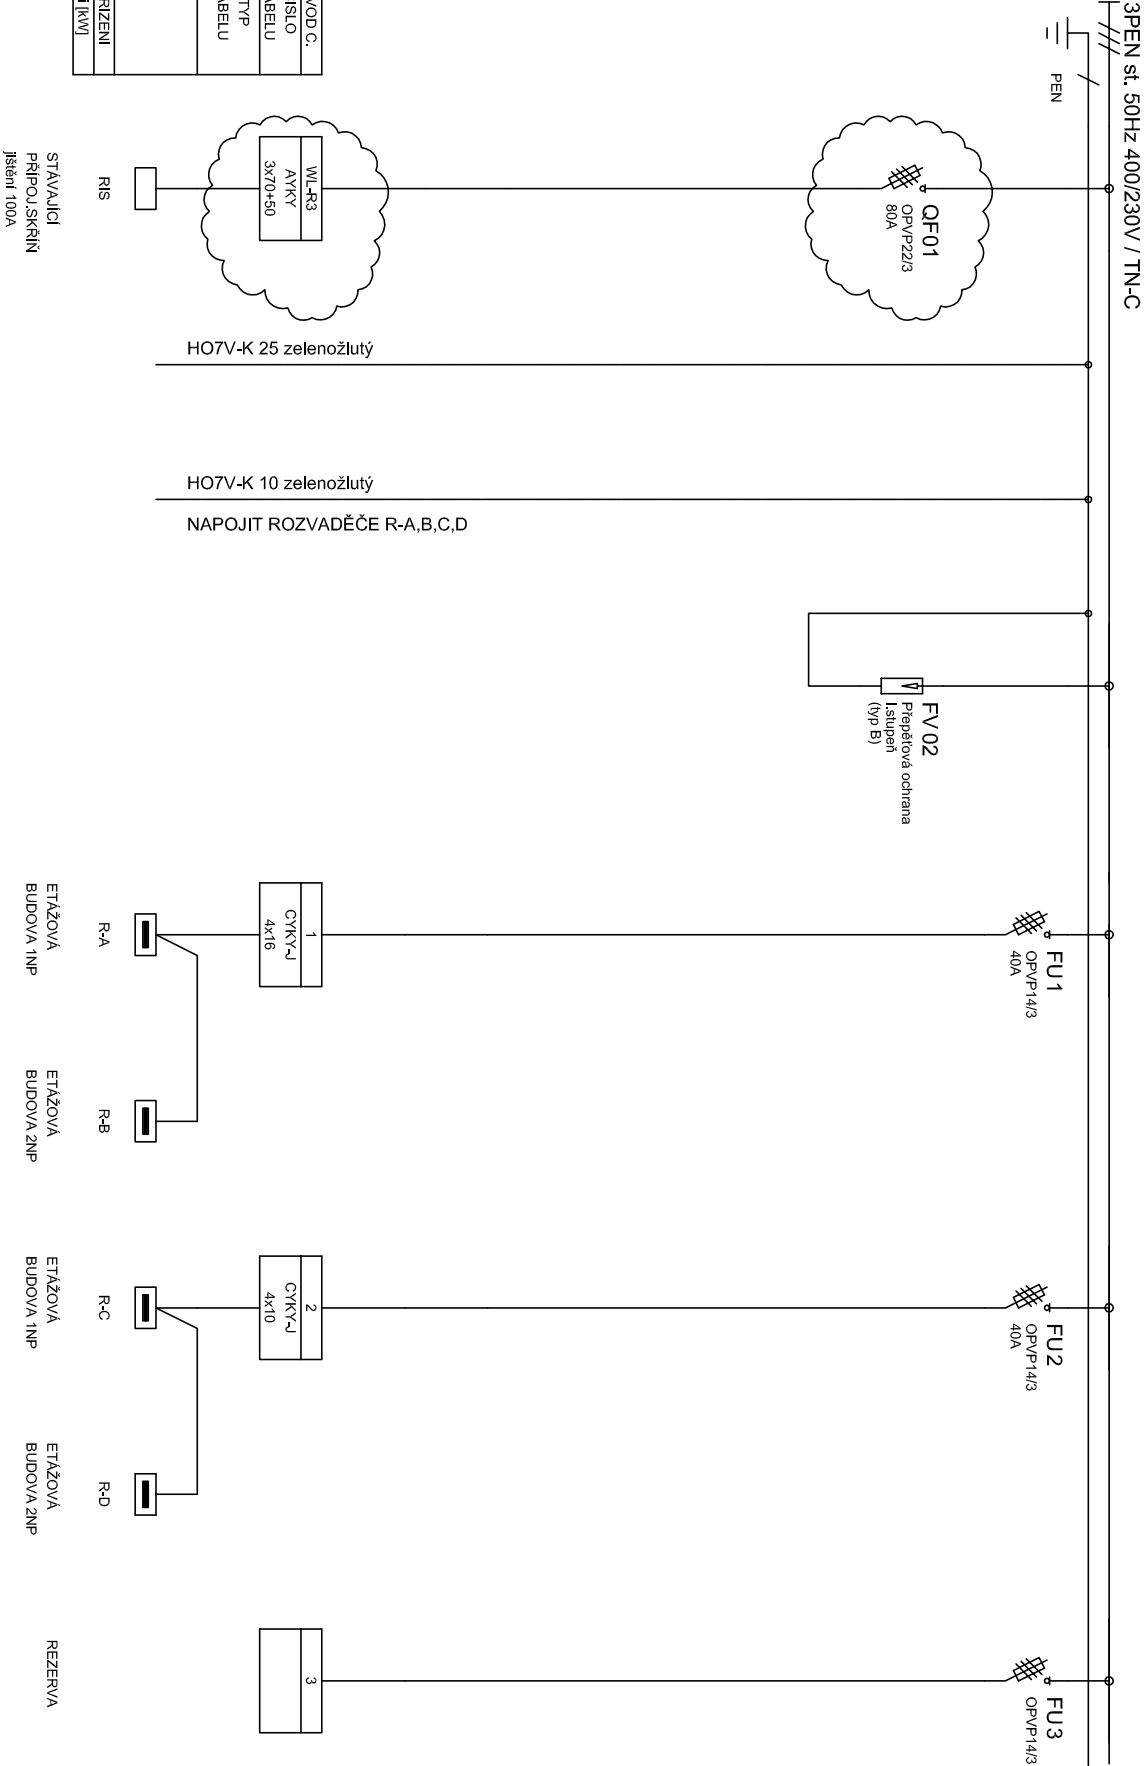 3PEN st. 50Hz 400/230V / TN-C
PEN
QF01
OPVP22/3
80A
WL-R3
AYKY
3x70+50
RIS
STÁVAJÍCÍ
PŘÍPOJ.SKŘÍŇ
jištění 100A
HO7V-K 25 zelenožlutý
HO7V-K 10 zelenožlutý
NAPOJIT ROZVADĚČE R-A,B,C,D
FV 02
Přepěťová ochrana
I.stupeň
(typ B)
FU1
OPVP14/3
40A
1
CYKY-J
4x16
R-A
ETÁŽOVÁ
BUDOVA 1NP
R-B
ETÁŽOVÁ
BUDOVA 2NP
FU2
OPVP14/3
40A
2
CYKY-J
4x10
R-C
ETÁŽOVÁ
BUDOVA 1NP
R-D
ETÁŽOVÁ
BUDOVA 2NP
FU3
OPVP14/3
3
REZERVA
VOD C.
ISLO
ABELU
TYP
ABELU
RIZENI
i [kW]